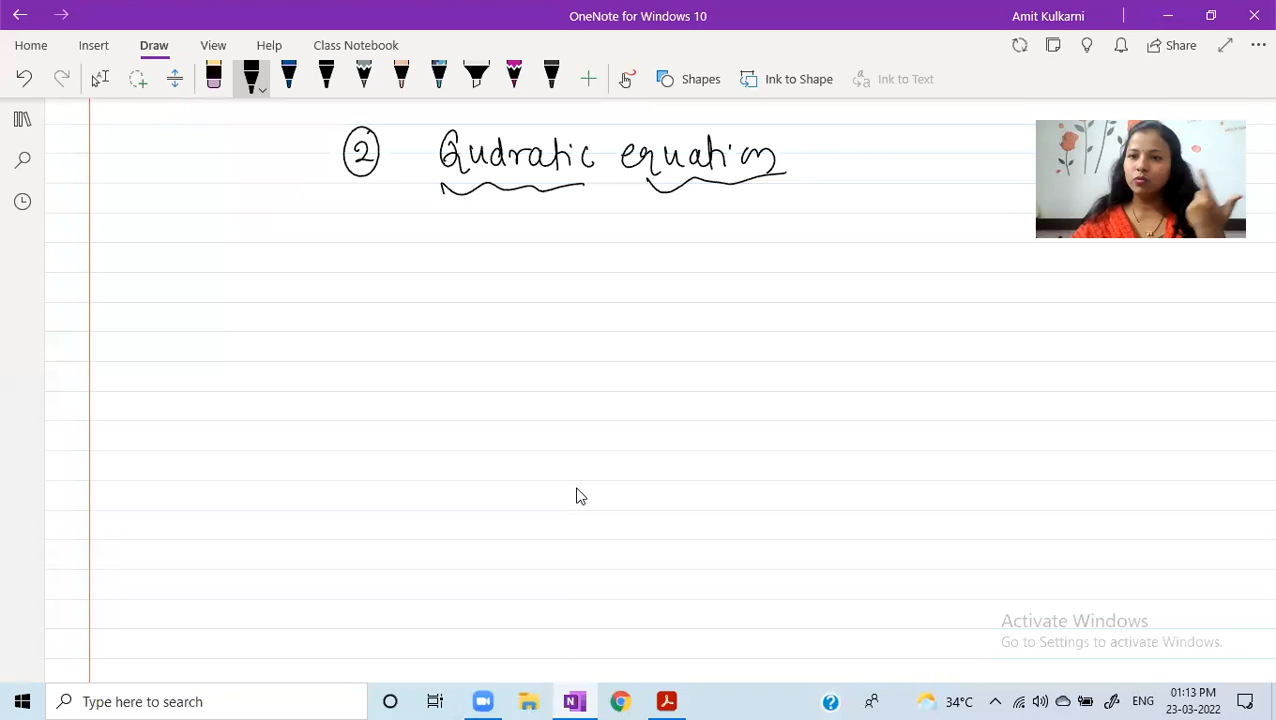 OneNote for Windows 10
Amit Kulkarni
Home Insert Draw View Help Class Notebook
Share
Shapes Ink to Shape Ink to Text
② Qudratic equation
Activate Windows
Go to Settings to activate Windows.
Type here to search
34°C
ENG
01:13 PM
23-03-2022